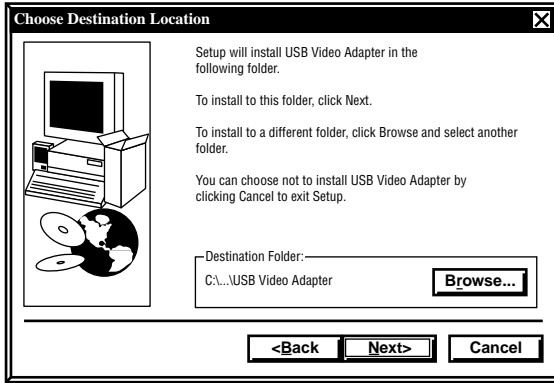 Choose Destination Location
Setup will install USB Video Adapter in the
following folder.
To install to this folder, click Next.
To install to a different folder, click Browse and select another
folder.
You can choose not to install USB Video Adapter by
clicking Cancel to exit Setup.
Destination Folder:
C:\...\USB Video Adapter
Browse...
<Back
Next>
Cancel